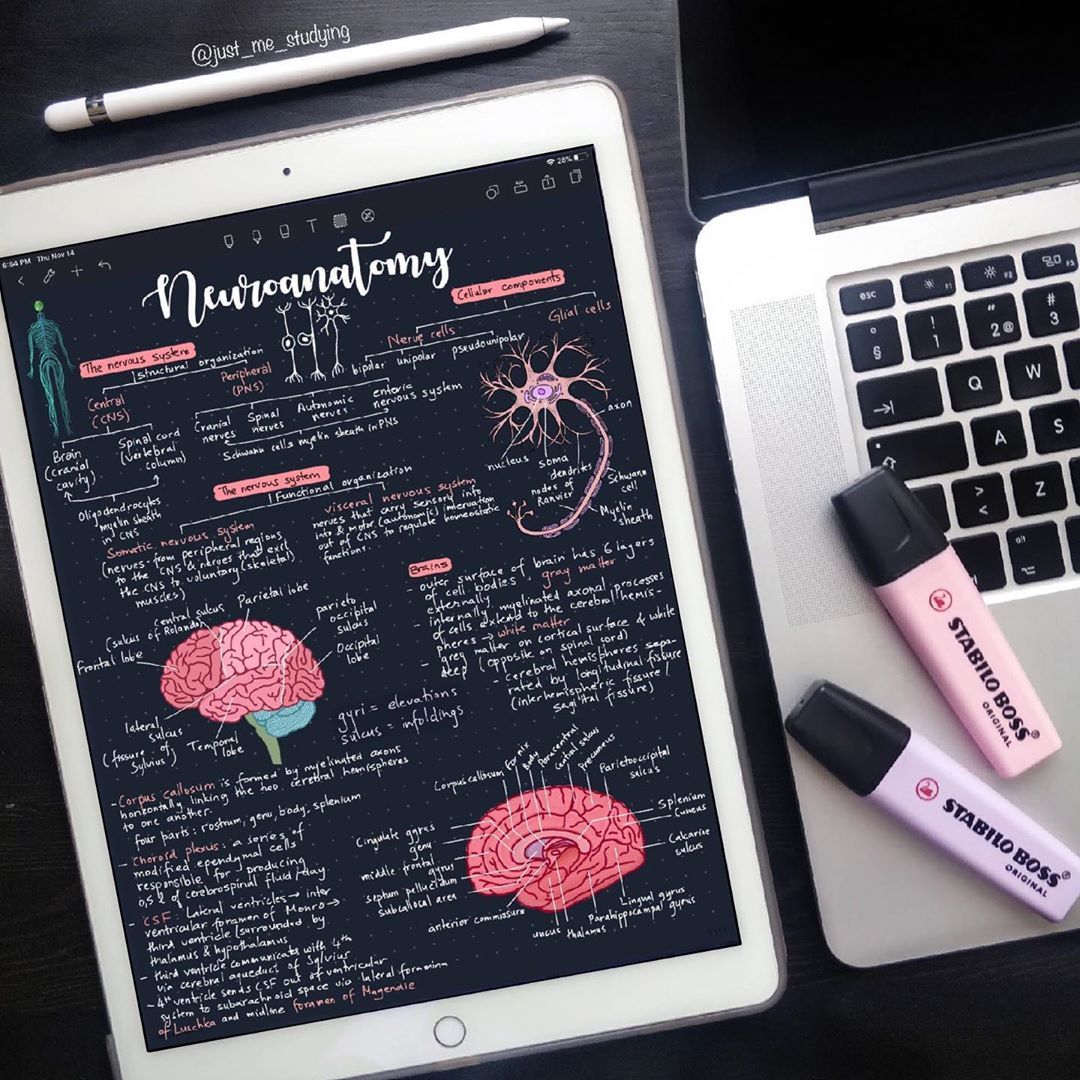 @just_me_studying
28%
6:54 PM Thu Nov 14
Neuroanatomy
The nervous system
structural organization
Central
(CNS)
Peripheral
(PNS)
Brain
(cranial
cavity)
Spinal cord
(vertebral
column)
Oligodendrocytes
myelin sheath
in CNS
Cranial
nerves
Spinal
nerves
Autonomic
nerves
enteric
nervous system
Schwann cells myelin sheath in PNS
Cellular components
Nerve cells
Glial cells
bipolar
unipolar
pseudounipolar
axon
nucleus
soma
dendrites
nodes of
Ranvier
Schwann
cell
Myelin
sheath
The nervous system
Functional organization
Somatic nervous system
(nerves from peripheral regions
to the CNS & nerves that exit
the CNS to voluntary (skeletal)
muscles)
visceral nervous system
nerves that carry sensory info
into & motor (autonomic) innervation
out of CNS to regulate homeostatic
functions.
Brains
- outer surface of brain has 6 layers
of cell bodies, gray matter
externally
- internally, myelinated axonal processes
of cells extend to the cerebral hemis-
pheres → white matter
- grey matter on cortical surface & white
deep (opposite on spinal cord)
- cerebral hemispheres sepa-
rated by longitudinal fissure
(interhemispheric fissure /
sagittal fissure)
central sulcus
(sulcus of Rolando)
Parietal lobe
parieto
occipital
sulcus
Occipital
lobe
frontal lobe
lateral
sulcus
(fissure of
Sylvius)
Temporal
lobe
gyri = elevations
sulcus = infoldings
- Corpus callosum is formed by myelinated axons
horizontally linking the two cerebral hemispheres
to one another
four parts: rostrum, genu, body, splenium
- Choroid plexus: a series of
modified ependymal cells
responsible for producing
0,5 L of cerebrospinal fluid/day
- CSF: Lateral ventricles → inter
ventricular foramen of Monro →
third ventricle (surrounded by
thalamus & hypothalamus
- third ventricle communicates with 4th
via cerebral aqueduct of Sylvius
- 4th ventricle sends CSF out of ventricular
system to subarachnoid space via lateral foramina
of Luschka and midline foramen of Magendie
Corpus callosum
Fornix
Body
Paracentral
Central sulcus
Precuneus
Parietooccipital
sulcus
Splenium
Cuneus
Calcarine
sulcus
Cingulate gyrus
genu
middle frontal
gyrus
septum pellucidum
subcallosal area
anterior commissure
uncus
thalamus
Parahippocampal gyrus
Lingual gyrus
esc
F1
F2
F3
°
§
!
1
"
2 @
#
3
Q
W
A
S
>
<
Z
alt
STABILO BOSS
ORIGINAL
STABILO BOSS
ORIGINAL